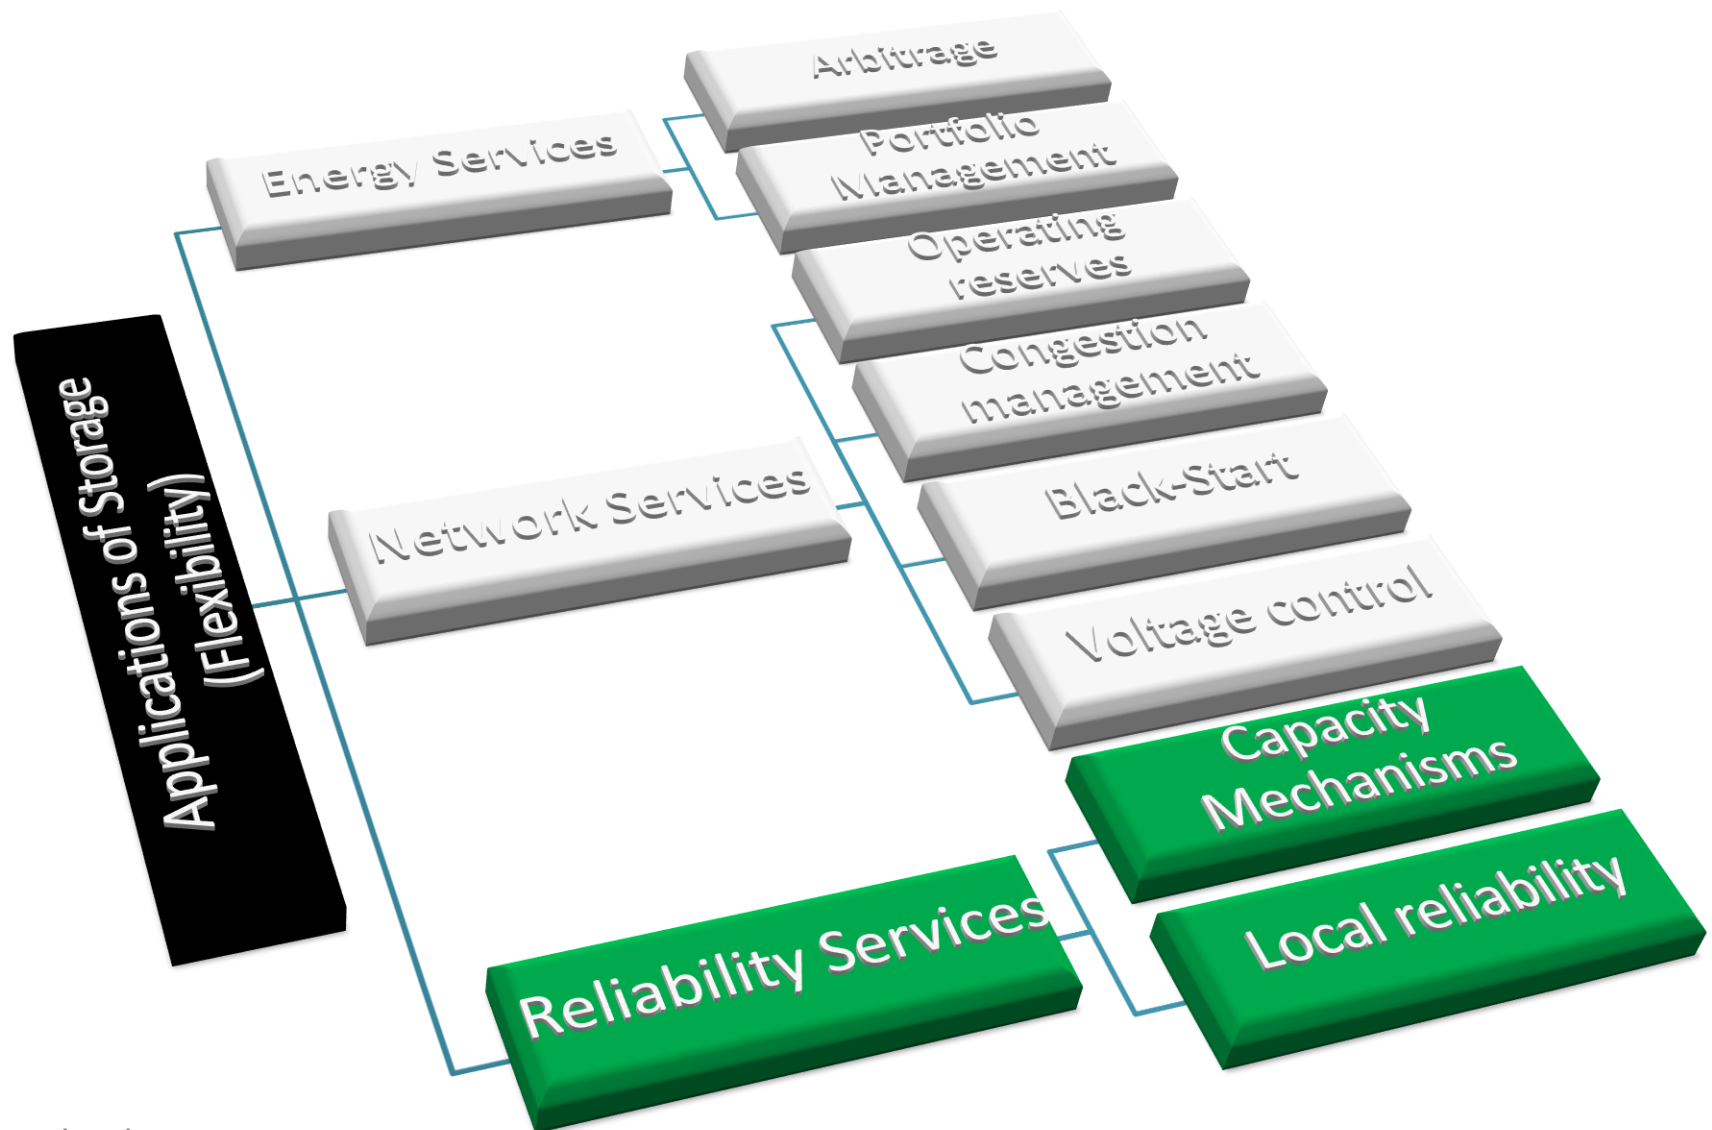 Applications of Storage
(Flexibility)
Energy Services
Arbitrage
Portfolio
Management
Network Services
Operating
reserves
Congestion
management
Black-Start
Voltage control
Reliability Services
Capacity
Mechanisms
Local reliability